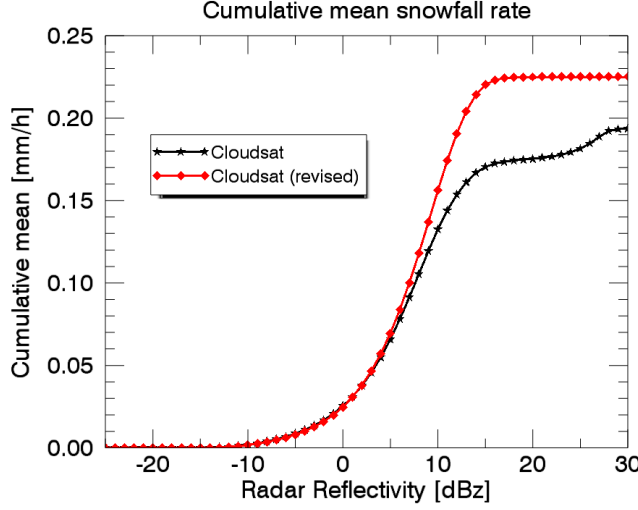 Cumulative mean snowfall rate
Cumulative mean [mm/h]
0.25
0.20
0.15
0.10
0.05
0.00
Cloudsat
Cloudsat (revised)
-20
-10
0
10
20
30
Radar Reflectivity [dBz]